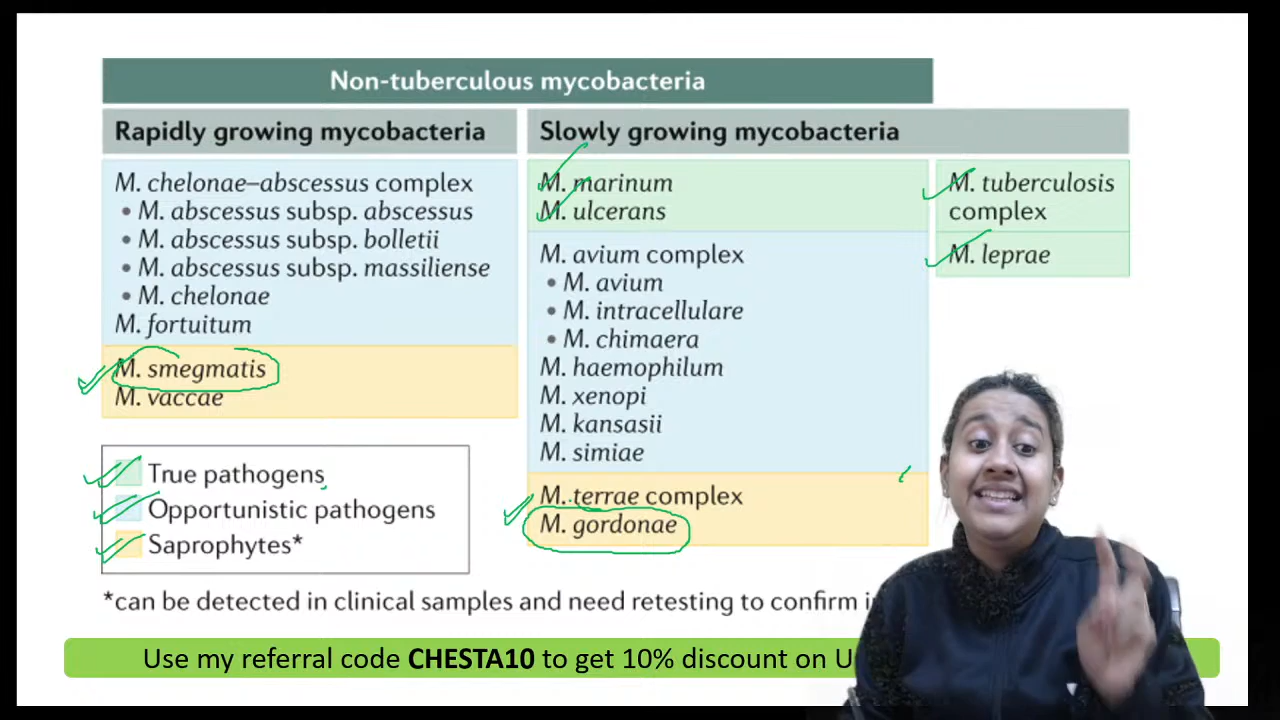 Non-tuberculous mycobacteria
Rapidly growing mycobacteria
M. chelonae–abscessus complex
• M. abscessus subsp. abscessus
• M. abscessus subsp. bolletii
• M. abscessus subsp. massiliense
• M. chelonae
M. fortuitum
M. smegmatis
M. vaccae
Slowly growing mycobacteria
M. marinum
M. ulcerans
M. avium complex
• M. avium
• M. intracellulare
• M. chimaera
M. haemophilum
M. xenopi
M. kansasii
M. simiae
M. terrae complex
M. gordonae
M. tuberculosis
complex
M. leprae
True pathogens
Opportunistic pathogens
Saprophytes*
*can be detected in clinical samples and need retesting to confirm
Use my referral code CHESTA10 to get 10% discount on